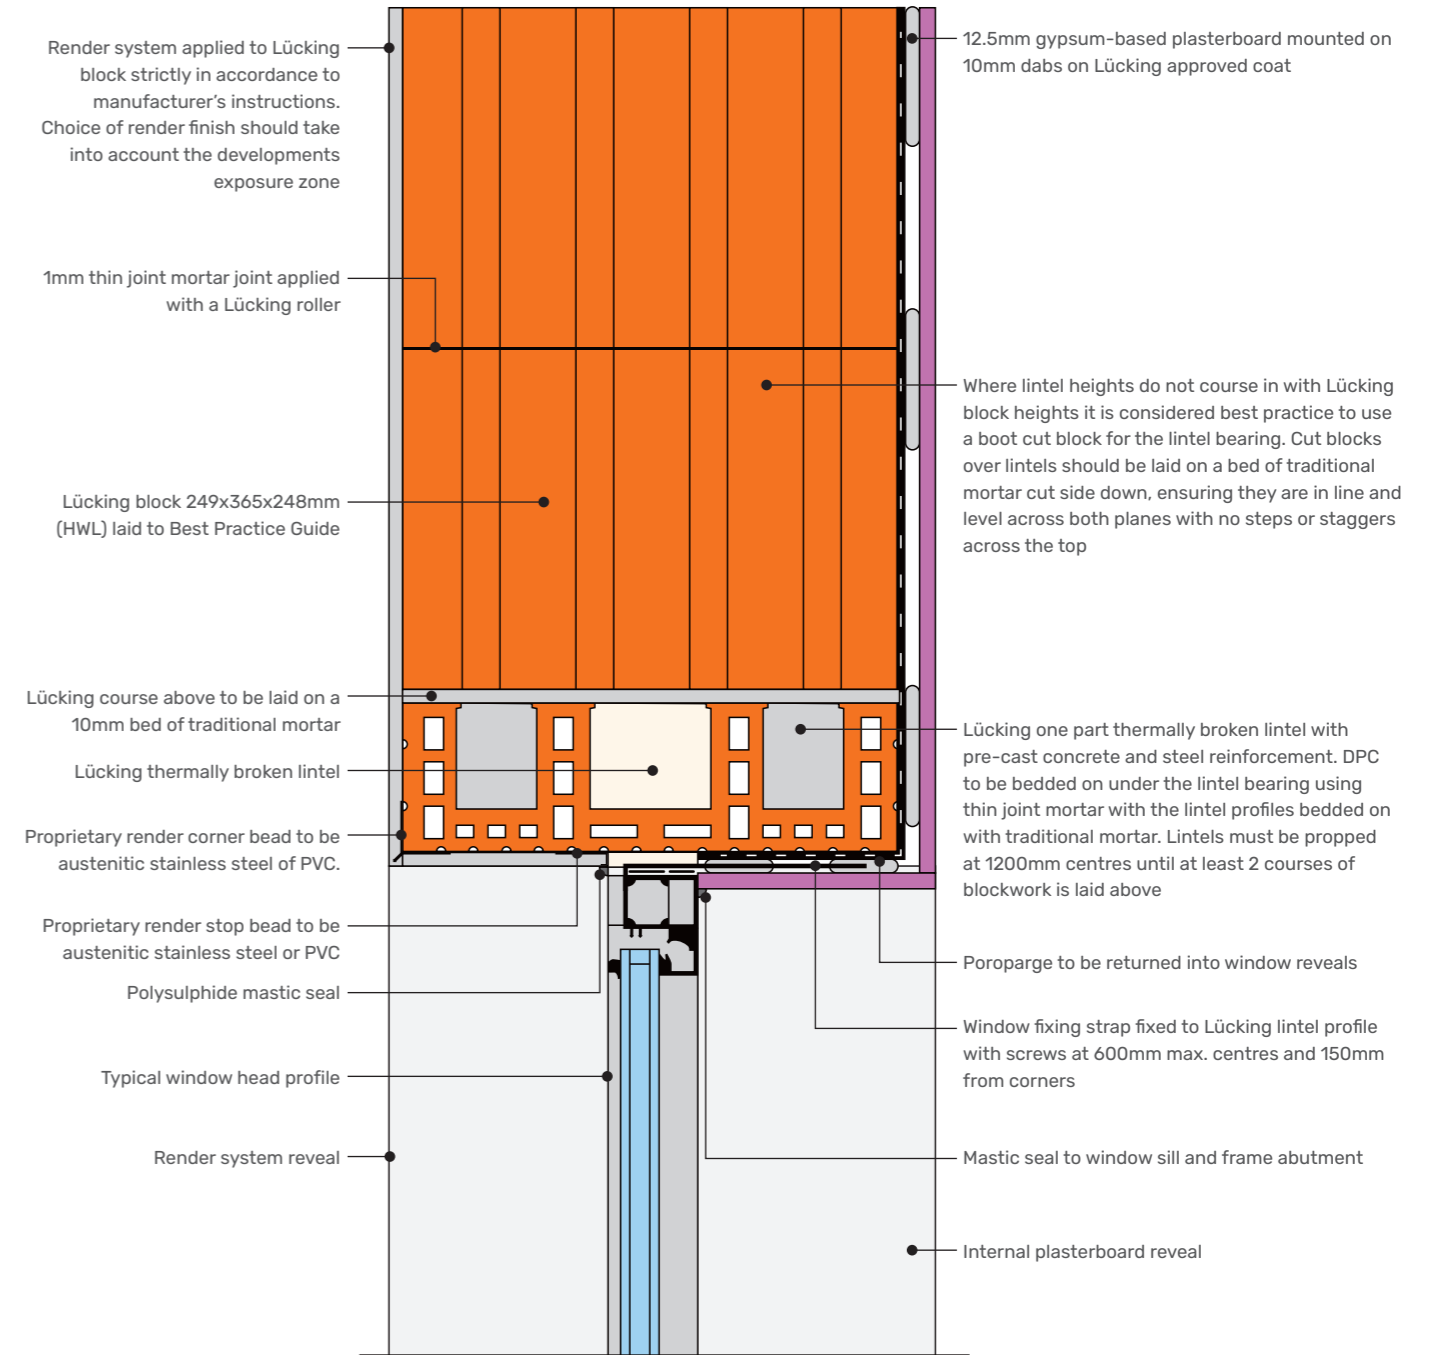 Render system applied to Lücking
block strictly in accordance to
manufacturer's instructions.
Choice of render finish should take
into account the developments
exposure zone
1mm thin joint mortar joint applied
with a Lücking roller
Lücking block 249x365x248mm
(HWL) laid to Best Practice Guide
Lücking course above to be laid on a
10mm bed of traditional mortar
Lücking thermally broken lintel
Proprietary render corner bead to be
austenitic stainless steel of PVC.
Proprietary render stop bead to be
austenitic stainless steel or PVC
Polysulphide mastic seal
Typical window head profile
Render system reveal
12.5mm gypsum-based plasterboard mounted on
10mm dabs on Lücking approved coat
Where lintel heights do not course in with Lücking
block heights it is considered best practice to use
a boot cut block for the lintel bearing. Cut blocks
over lintels should be laid on a bed of traditional
mortar cut side down, ensuring they are in line and
level across both planes with no steps or staggers
across the top
Lücking one part thermally broken lintel with
pre-cast concrete and steel reinforcement. DPC
to be bedded on under the lintel bearing using
thin joint mortar with the lintel profiles bedded on
with traditional mortar. Lintels must be propped
at 1200mm centres until at least 2 courses of
blockwork is laid above
Poroparge to be returned into window reveals
Window fixing strap fixed to Lücking lintel profile
with screws at 600mm max. centres and 150mm
from corners
Mastic seal to window sill and frame abutment
Internal plasterboard reveal